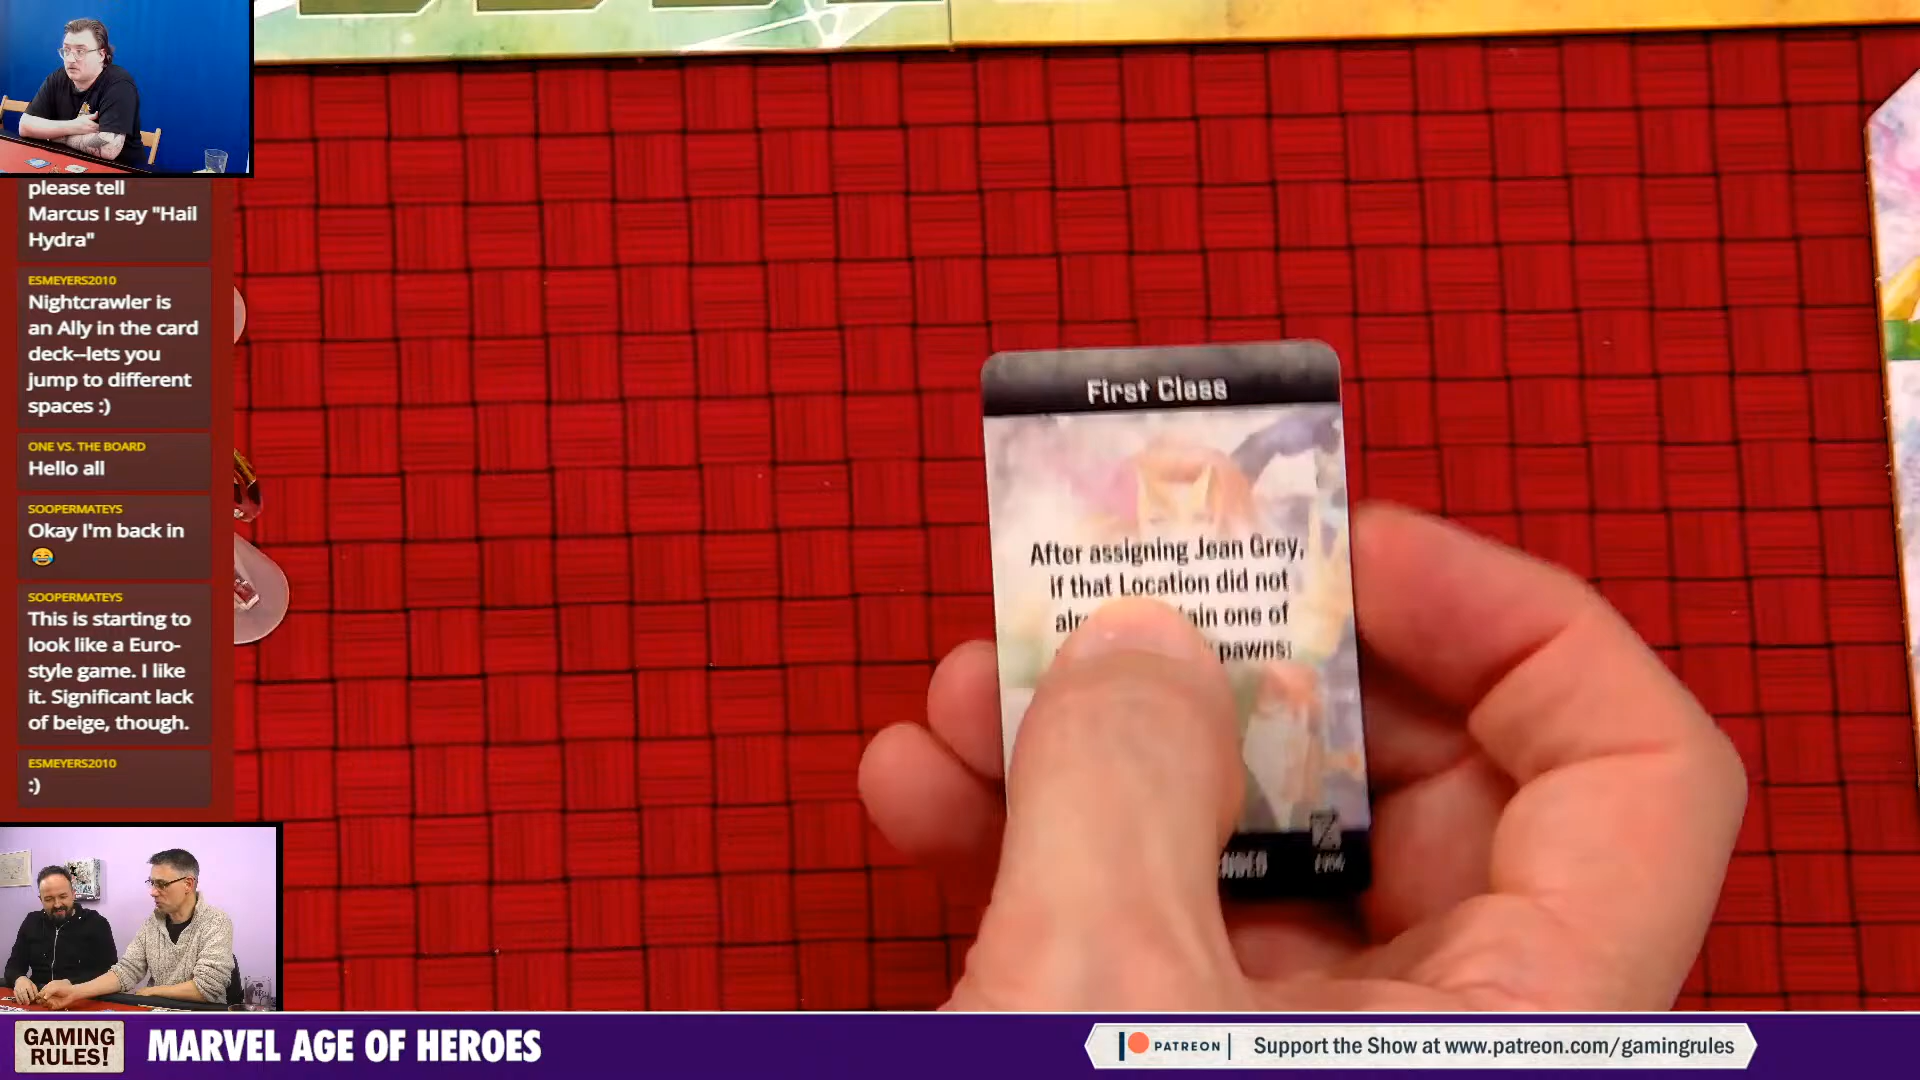 please tell
Marcus I say "Hail
Hydra"
ESMEYERS2010
Nightcrawler is
an Ally in the card
deck--lets you
jump to different
spaces :)
ONE VS. THE BOARD
Hello all
SOOPERMATEYS
Okay I'm back in
😂
SOOPERMATEYS
This is starting to
look like a Euro-
style game. I like
it. Significant lack
of beige, though.
ESMEYERS2010
:)
First Class
After assigning Jean Grey,
if that Location did not
one of
pawns:
GAMING
RULES!
MARVEL AGE OF HEROES
PATREON
Support the Show at www.patreon.com/gamingrules